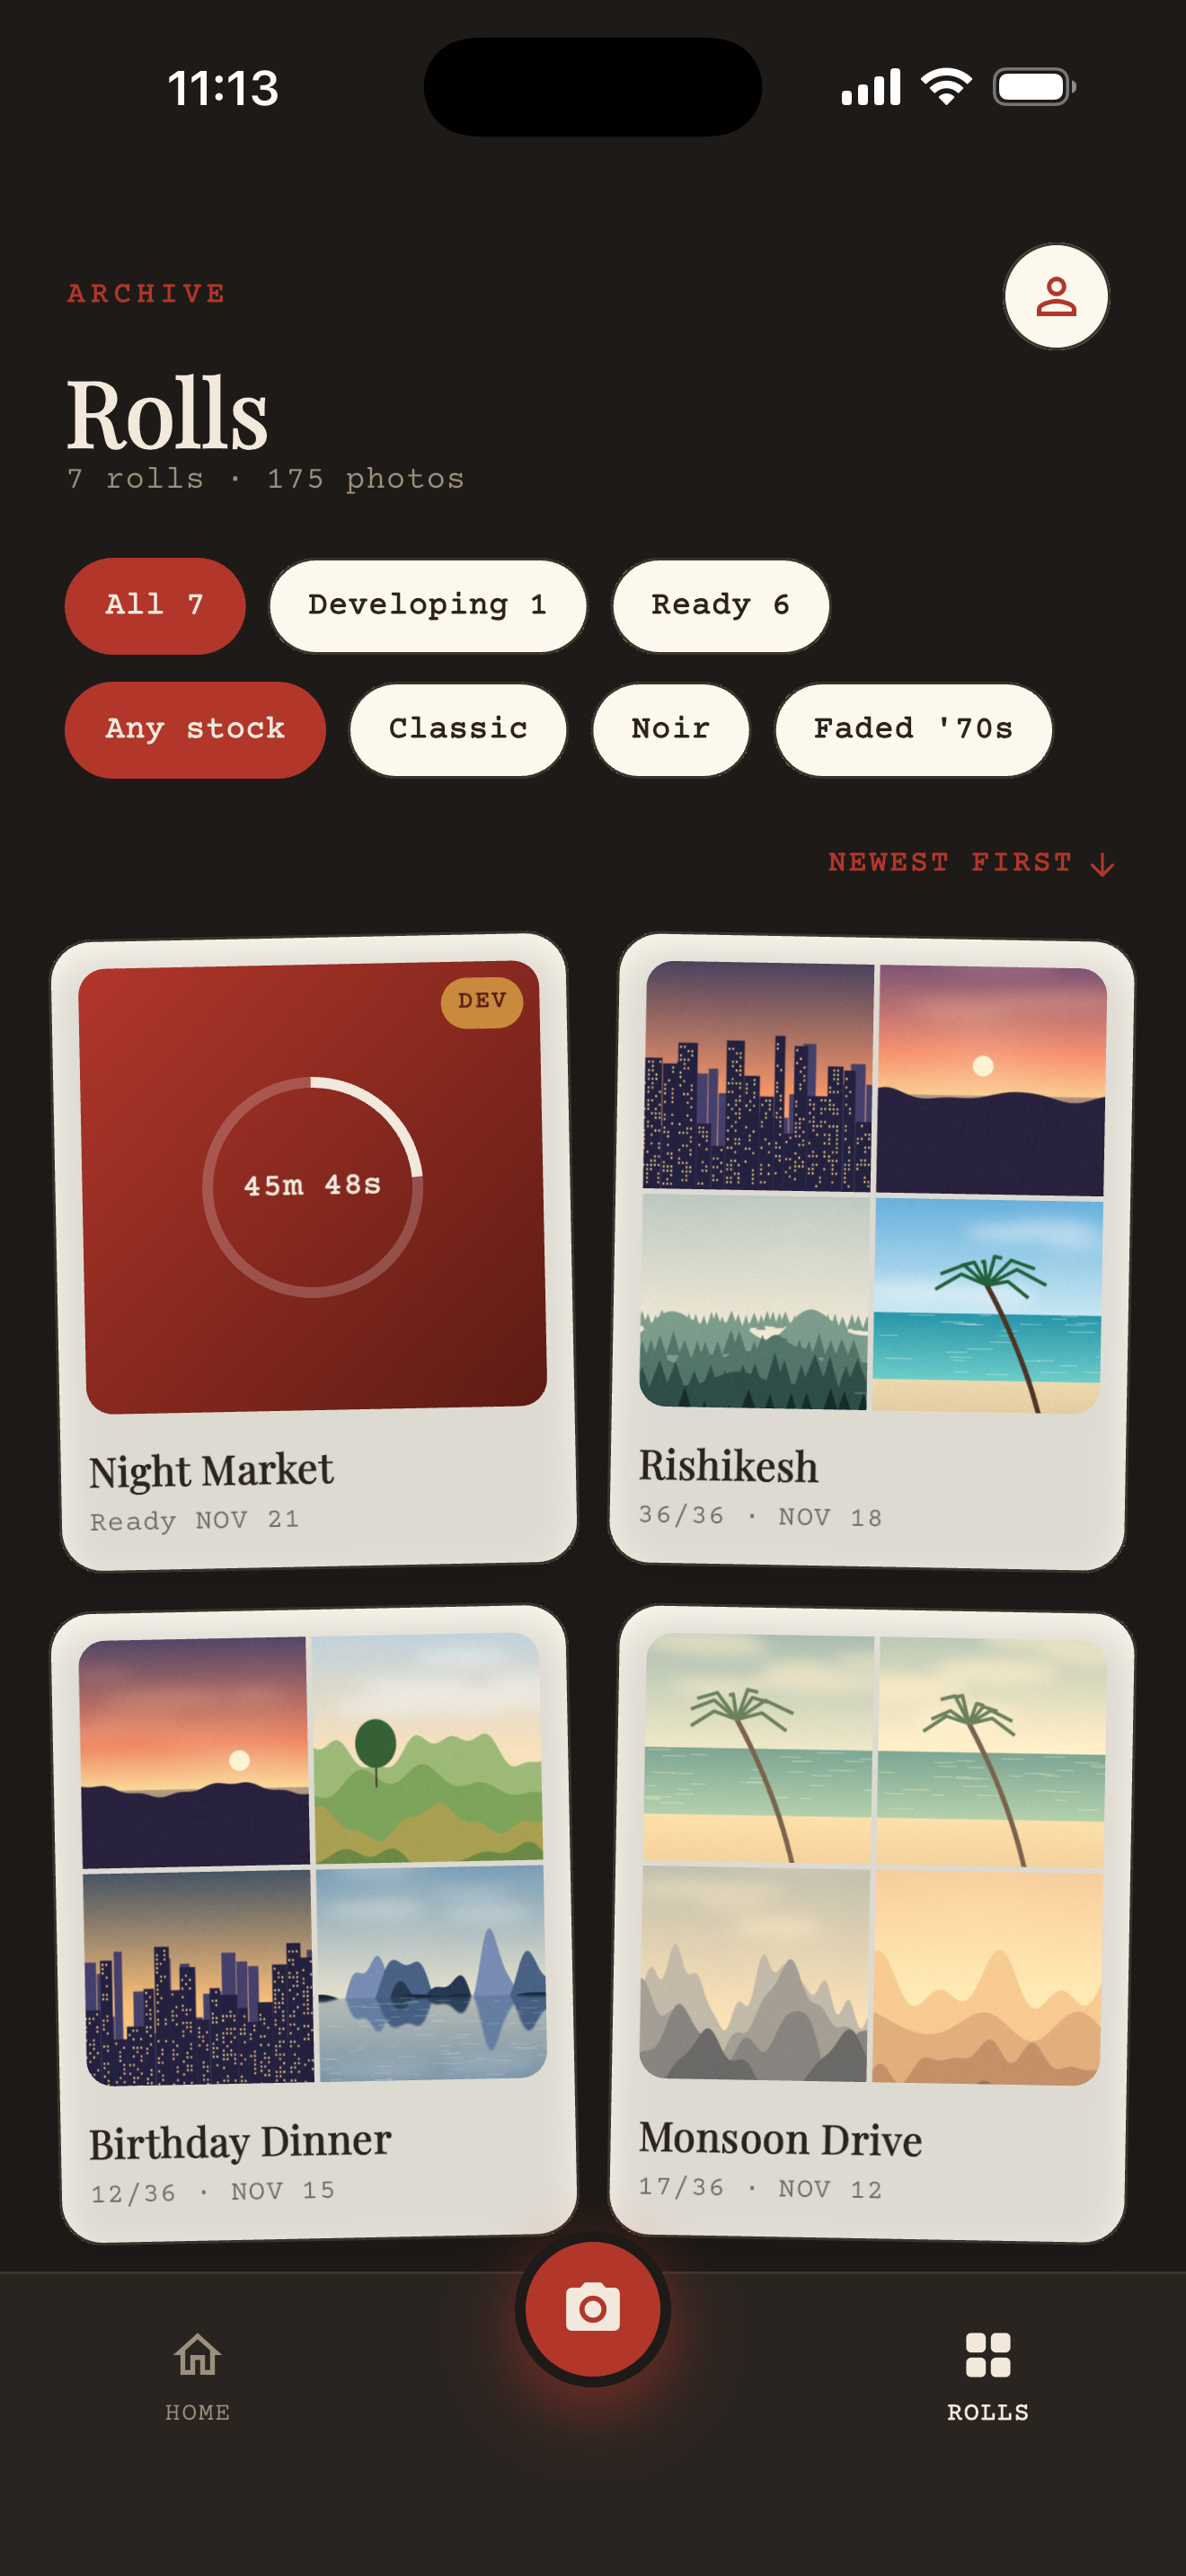 11:13
ARCHIVE
Rolls
7 rolls · 175 photos
All 7
Developing 1
Ready 6
Any stock
Classic
Noir
Faded '70s
NEWEST FIRST ↓
DEV
45m 48s
Night Market
Ready NOV 21
Rishikesh
36/36 · NOV 18
Birthday Dinner
12/36 · NOV 15
Monsoon Drive
17/36 · NOV 12
HOME
ROLLS